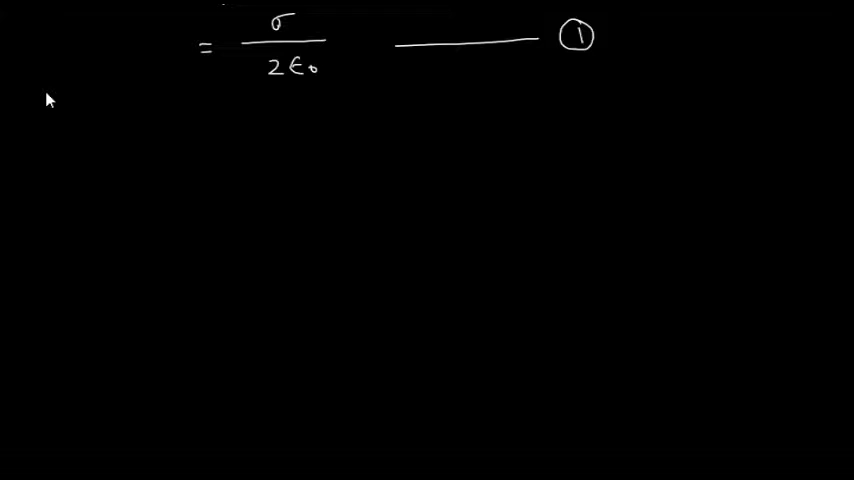 = σ / 2ϵ₀ ——— ①